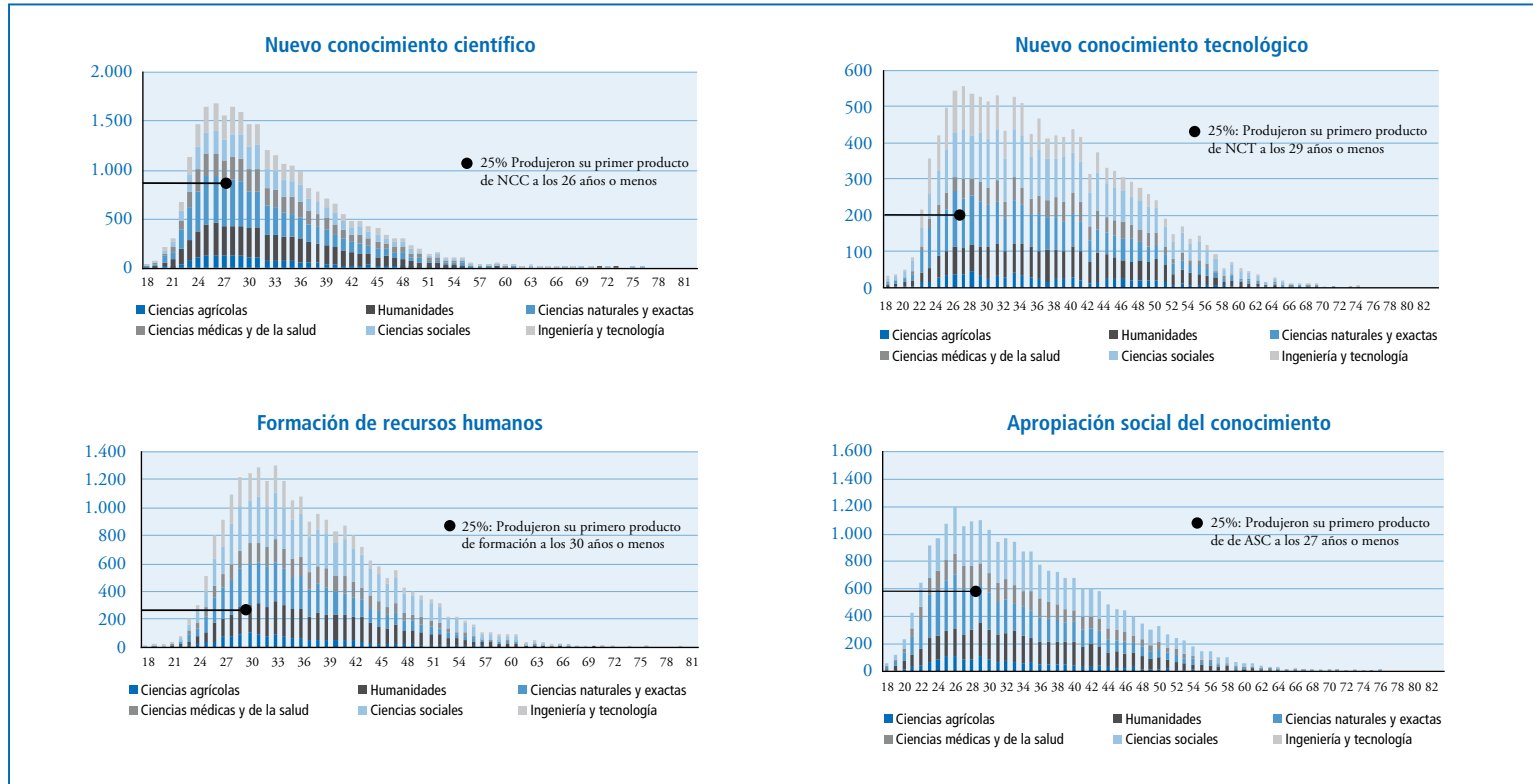 Nuevo conocimiento científico
2.000
1.500
1.000
500
0
25% Produjeron su primer producto
de NCC a los 26 años o menos
18 21 24 27 30 33 36 39 42 45 48 51 54 57 60 63 66 69 72 75 78 81
Ciencias agrícolas Humanidades Ciencias naturales y exactas
Ciencias médicas y de la salud Ciencias sociales Ingeniería y tecnología
Nuevo conocimiento tecnológico
600
500
400
300
200
100
0
25%: Produjeron su primero producto
de NCT a los 29 años o menos
18 20 22 24 26 28 30 32 34 36 38 40 42 44 46 48 50 52 54 56 58 60 62 64 66 68 70 72 74 76 78 80 82
Ciencias agrícolas Humanidades Ciencias naturales y exactas
Ciencias médicas y de la salud Ciencias sociales Ingeniería y tecnología
Formación de recursos humanos
1.400
1.200
1.000
800
600
400
200
0
25%: Produjeron su primero producto
de formación a los 30 años o menos
18 21 24 27 30 33 36 39 42 45 48 51 54 57 60 63 66 69 72 75 78 81
Ciencias agrícolas Humanidades Ciencias naturales y exactas
Ciencias médicas y de la salud Ciencias sociales Ingeniería y tecnología
Apropiación social del conocimiento
1.600
1.400
1.200
1.000
800
600
400
200
0
25%: Produjeron su primero producto
de de ASC a los 27 años o menos
18 20 22 24 26 28 30 32 34 36 38 40 42 44 46 48 50 52 54 56 58 60 62 64 66 68 70 72 74 76 78 80 82
Ciencias agrícolas Humanidades Ciencias naturales y exactas
Ciencias médicas y de la salud Ciencias sociales Ingeniería y tecnología